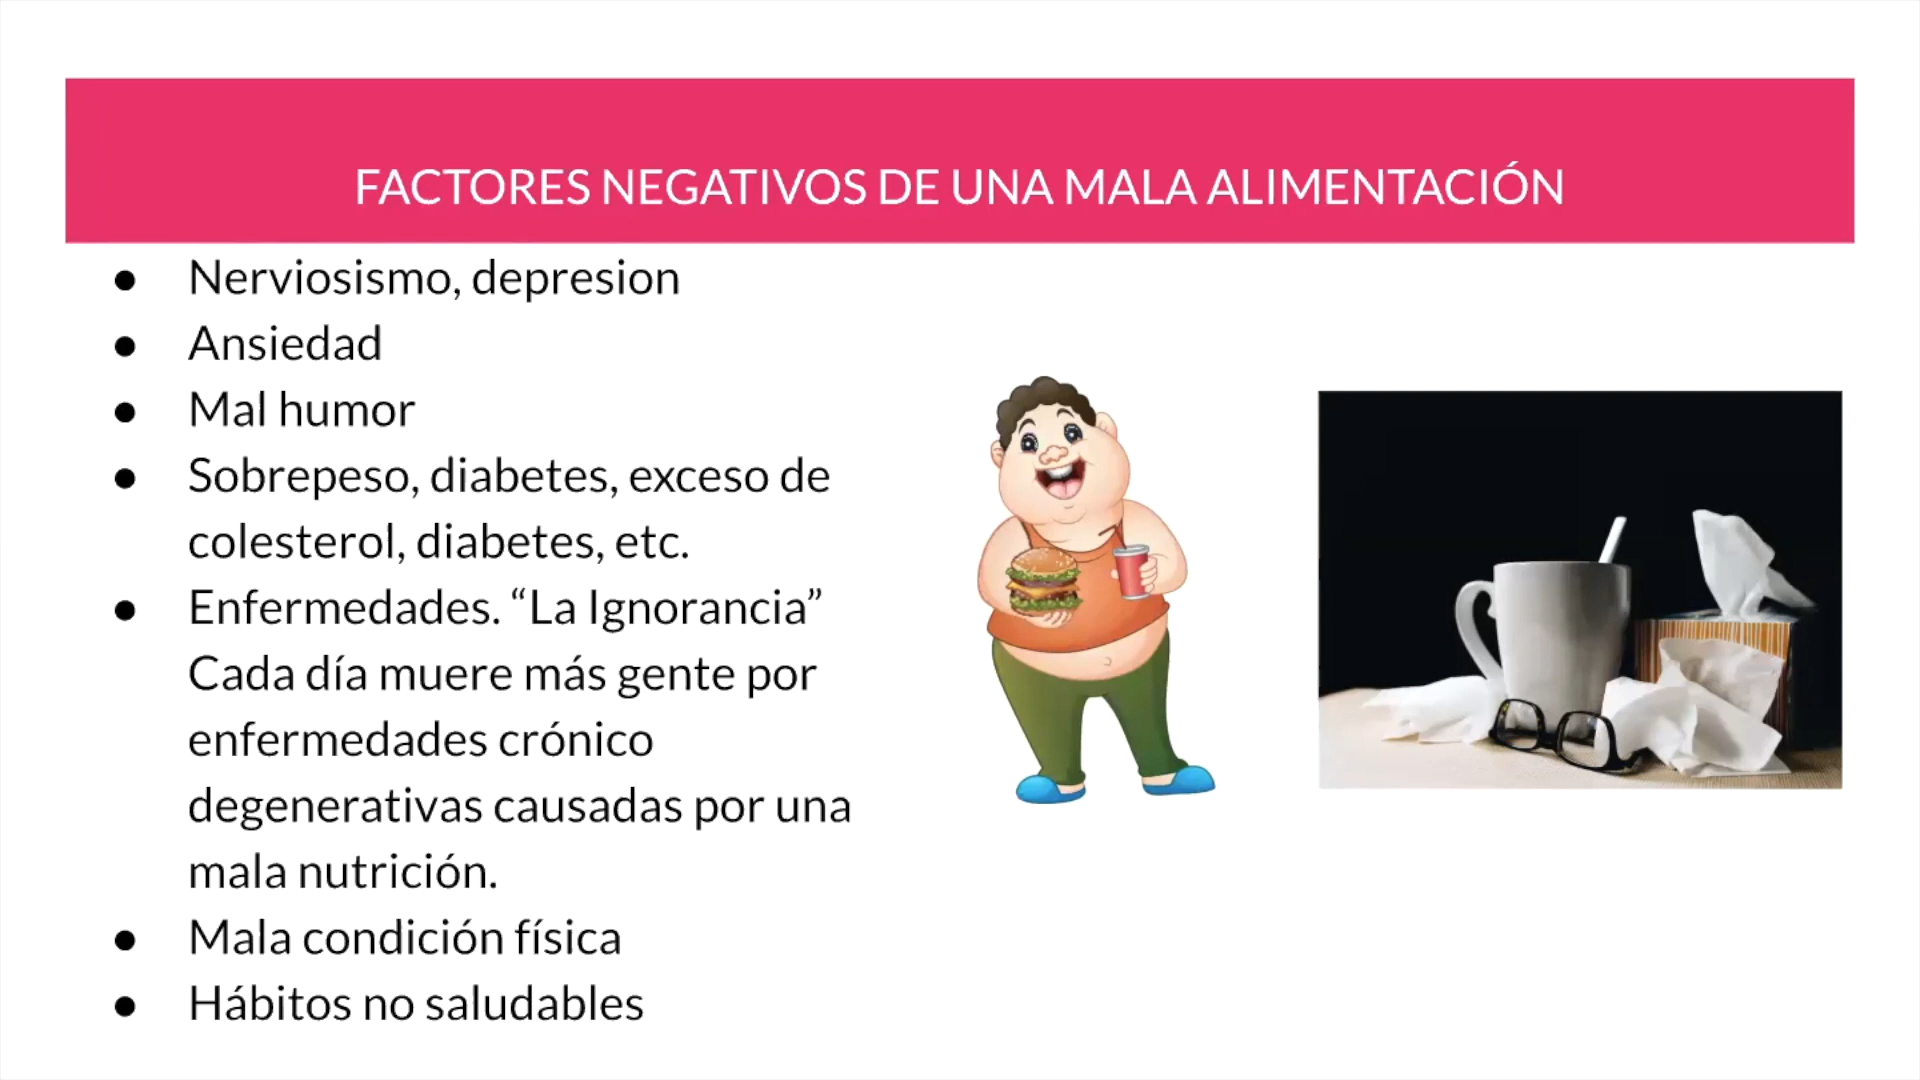 FACTORES NEGATIVOS DE UNA MALA ALIMENTACIÓN
● Nerviosismo, depresion
● Ansiedad
● Mal humor
● Sobrepeso, diabetes, exceso de
colesterol, diabetes, etc.
● Enfermedades. “La Ignorancia”
Cada día muere más gente por
enfermedades crónico
degenerativas causadas por una
mala nutrición.
● Mala condición física
● Hábitos no saludables